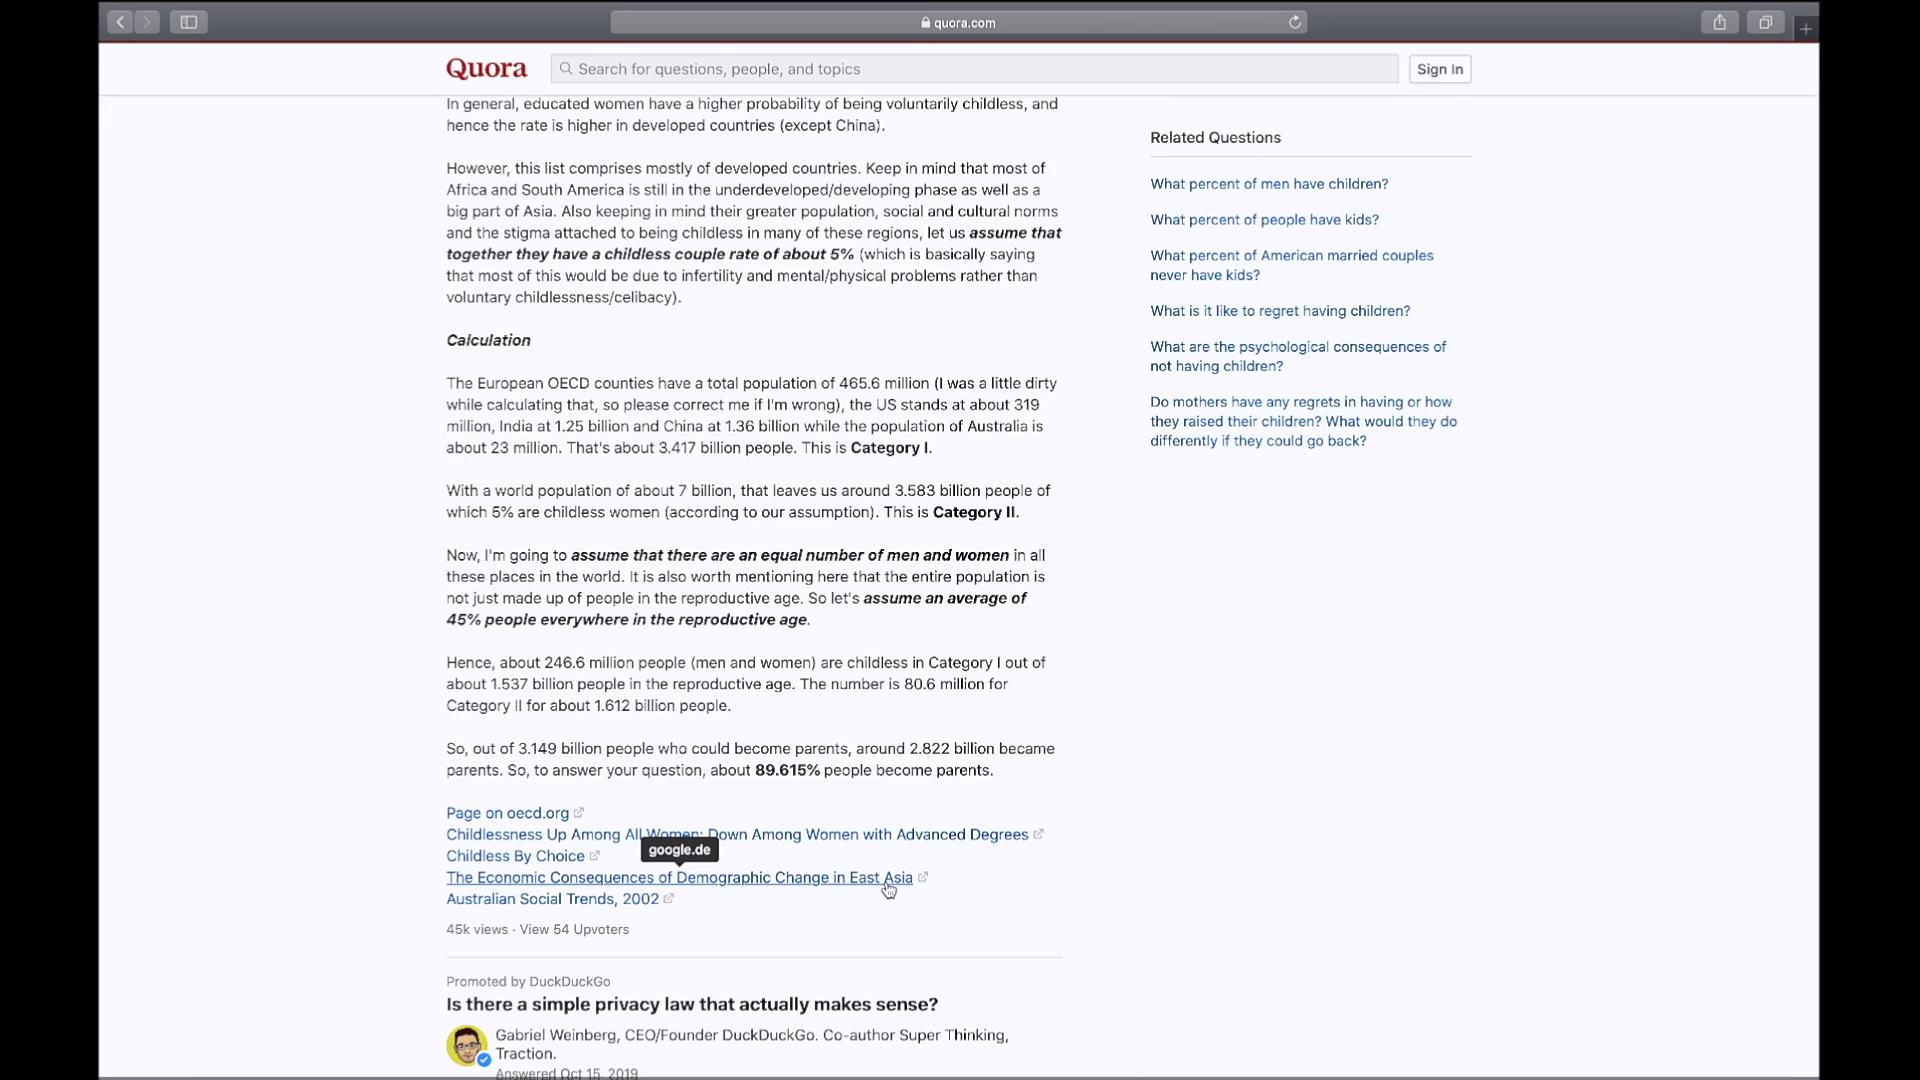 quora.com
Quora
Search for questions, people, and topics
Sign In
In general, educated women have a higher probability of being voluntarily childless, and
hence the rate is higher in developed countries (except China).
However, this list comprises mostly of developed countries. Keep in mind that most of
Africa and South America is still in the underdeveloped/developing phase as well as a
big part of Asia. Also keeping in mind their greater population, social and cultural norms
and the stigma attached to being childless in many of these regions, let us assume that
together they have a childless couple rate of about 5% (which is basically saying
that most of this would be due to infertility and mental/physical problems rather than
voluntary childlessness/celibacy).
Calculation
The European OECD counties have a total population of 465.6 million (I was a little dirty
while calculating that, so please correct me if I'm wrong), the US stands at about 319
million, India at 1.25 billion and China at 1.36 billion while the population of Australia is
about 23 million. That's about 3.417 billion people. This is Category I.
With a world population of about 7 billion, that leaves us around 3.583 billion people of
which 5% are childless women (according to our assumption). This is Category II.
Now, I'm going to assume that there are an equal number of men and women in all
these places in the world. It is also worth mentioning here that the entire population is
not just made up of people in the reproductive age. So let's assume an average of
45% people everywhere in the reproductive age.
Hence, about 246.6 million people (men and women) are childless in Category I out of
about 1.537 billion people in the reproductive age. The number is 80.6 million for
Category II for about 1.612 billion people.
So, out of 3.149 billion people who could become parents, around 2.822 billion became
parents. So, to answer your question, about 89.615% people become parents.
Page on oecd.org
Childlessness Up Among All Women; Down Among Women with Advanced Degrees
google.de
Childless By Choice
The Economic Consequences of Demographic Change in East Asia
Australian Social Trends, 2002
45k views · View 54 Upvoters
Promoted by DuckDuckGo
Is there a simple privacy law that actually makes sense?
Gabriel Weinberg, CEO/Founder DuckDuckGo. Co-author Super Thinking,
Traction.
Answered Oct 15, 2019
Related Questions
What percent of men have children?
What percent of people have kids?
What percent of American married couples
never have kids?
What is it like to regret having children?
What are the psychological consequences of
not having children?
Do mothers have any regrets in having or how
they raised their children? What would they do
differently if they could go back?